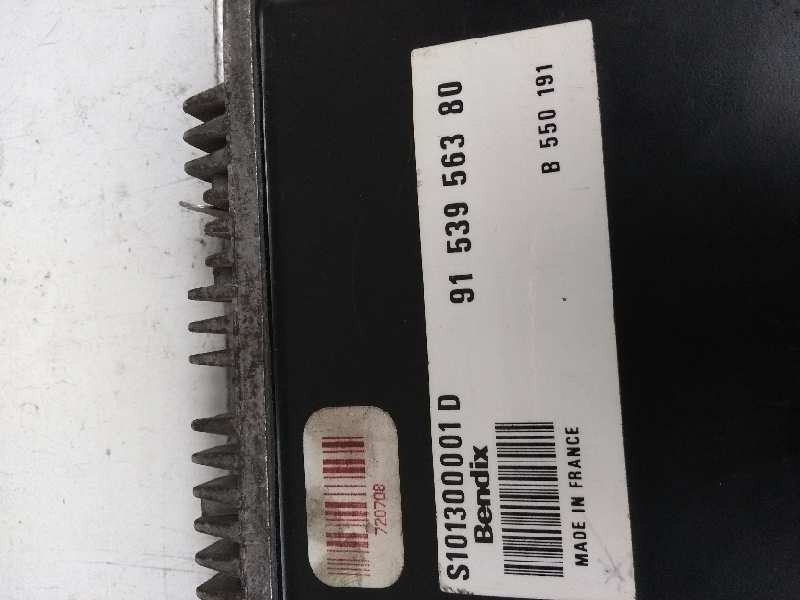 S101300001 D
91 539 563 80
Bendix
MADE IN FRANCE
B 550 191
720708